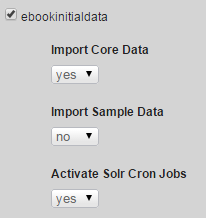 ebookinitialdata
Import Core Data
yes
Import Sample Data
no
Activate Solr Cron Jobs
yes